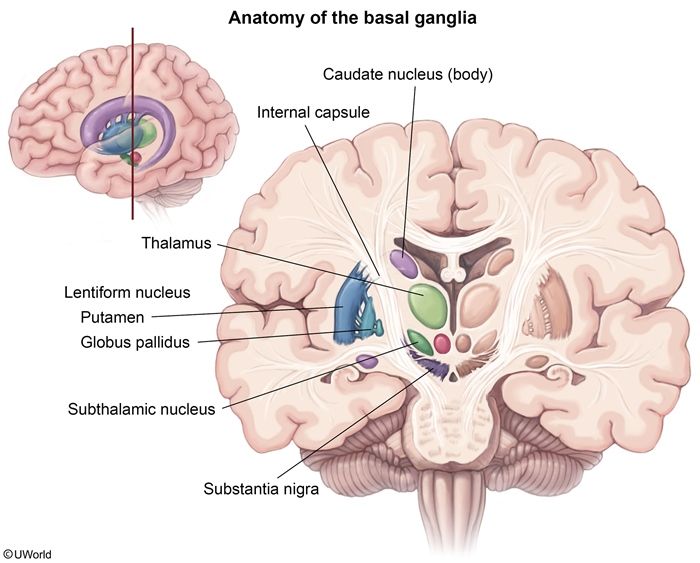 Anatomy of the basal ganglia
Caudate nucleus (body)
Internal capsule
Thalamus
Lentiform nucleus
Putamen
Globus pallidus
Subthalamic nucleus
Substantia nigra
©UWorld